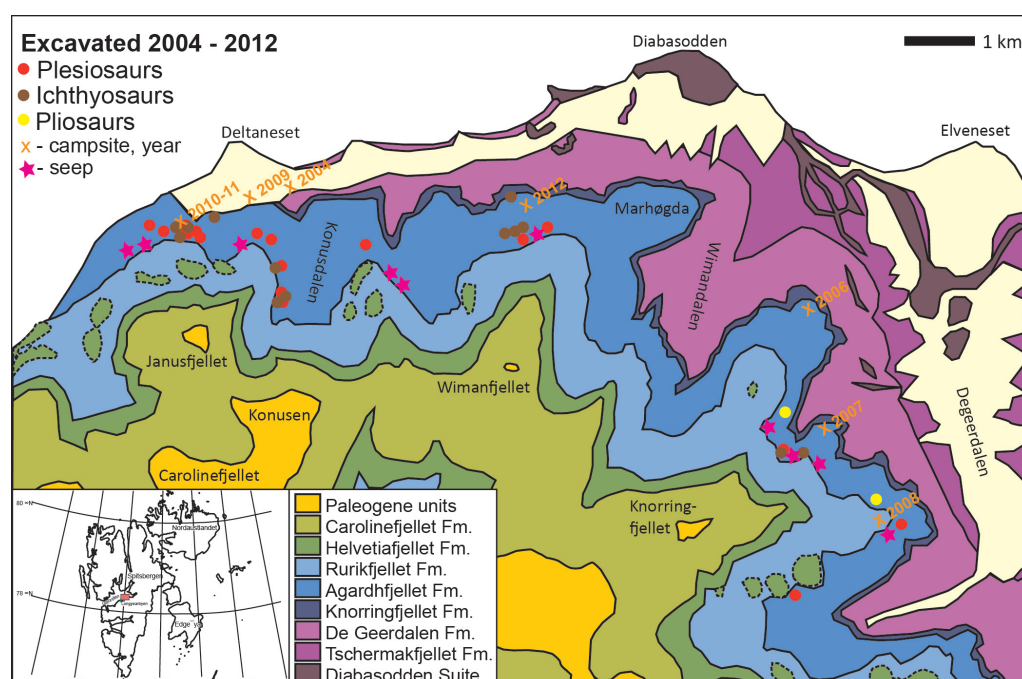 Excavated 2004 - 2012
Plesiosaurs
Ichthyosaurs
Pliosaurs
x - campsite, year
- seep
Diabasodden
1 km
Deltaneset
Elveneset
X 2009
X 2004
X 2010-11
X 2012
Marhøgda
Konusdalen
Wimandalen
X 2006
Janusfjellet
Wimanfjellet
Konusen
X 2007
Degeerdalen
Carolinefjellet
Knorring-
fjellet
X 2008
80 °N
Nordaustlandet
Spitsbergen
78 °N
Paleogene units
Carolinefjellet Fm.
Helvetiafjellet Fm.
Rurikfjellet Fm.
Agardhfjellet Fm.
Knorringfjellet Fm.
De Geerdalen Fm.
Tschermakfjellet Fm.
Diabasodden Suite